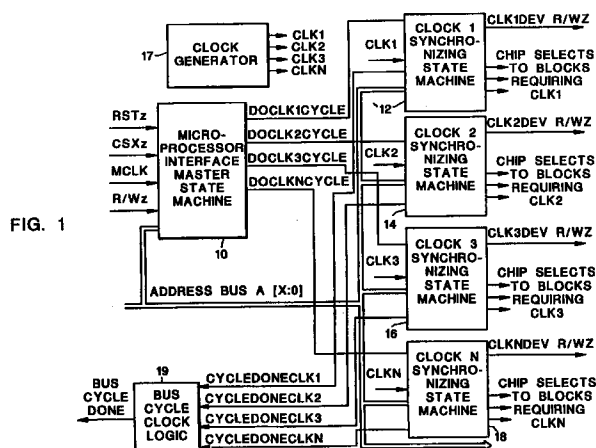 FIG. 1
17
CLOCK
GENERATOR
CLK1
CLK2
CLK3
CLKN
RSTz
CSXz
MCLK
R/Wz
MICRO-
PROCESSOR
INTERFACE
MASTER
STATE
MACHINE
10
DOCLK1CYCLE
DOCLK2CYCLE
DOCLK3CYCLE
DOCLKNCYCLE
ADDRESS BUS A [X:0]
CLK1
CLOCK 1
SYNCHRO-
NIZING
STATE
MACHINE
12
CLK1DEV R/WZ
CHIP SELECTS
TO BLOCKS
REQUIRING
CLK1
CLK2
CLOCK 2
SYNCHRO-
NIZING
STATE
MACHINE
14
CLK2DEV R/WZ
CHIP SELECTS
TO BLOCKS
REQUIRING
CLK2
CLK3
CLOCK 3
SYNCHRO-
NIZING
STATE
MACHINE
16
CLK3DEV R/WZ
CHIP SELECTS
TO BLOCKS
REQUIRING
CLK3
CLKN
CLOCK N
SYNCHRO-
NIZING
STATE
MACHINE
18
CLKNDEV R/WZ
CHIP SELECTS
TO BLOCKS
REQUIRING
CLKN
19
BUS
CYCLE
DONE
BUS
CYCLE
CLOCK
LOGIC
CYCLEDONECLK1
CYCLEDONECLK2
CYCLEDONECLK3
CYCLEDONECLKN